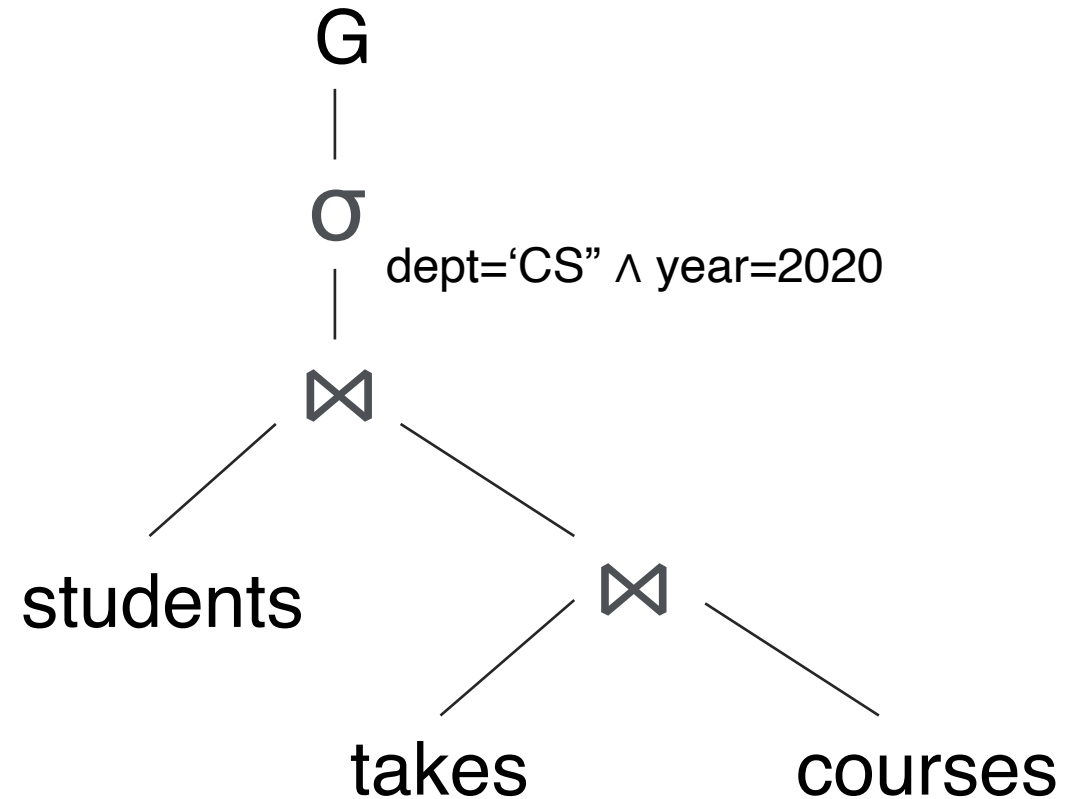 G
σ
dept=‘CS” ∧ year=2020
⋈
students
⋈
takes
courses